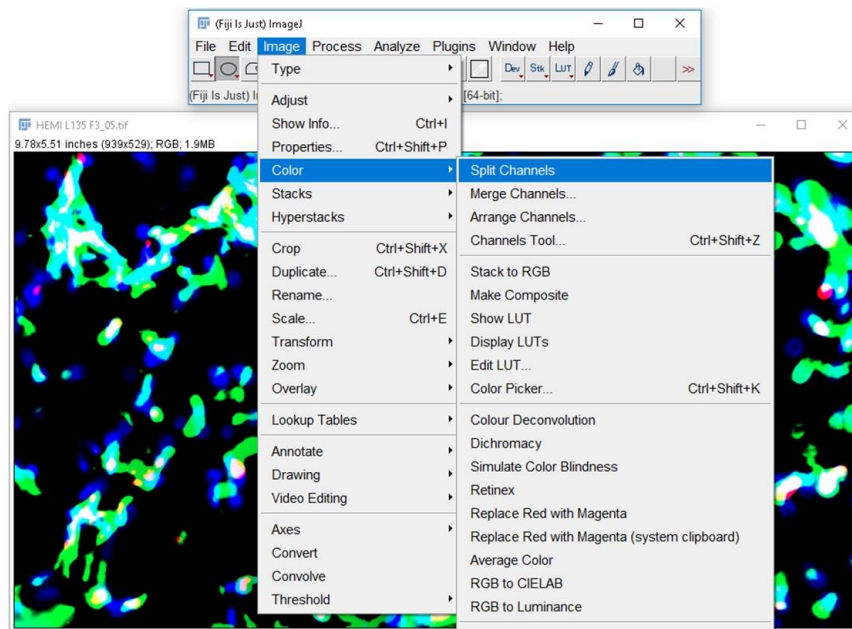 (Fiji Is Just) ImageJ
File Edit Image Process Analyze Plugins Window Help
Dev Stk LUT >>
(Fiji Is Just) I
[64-bit];
HEMI L135 F3_05.tif
9.78x5.51 inches (939x529); RGB; 1.9MB
Type
Adjust
Show Info... Ctrl+I
Properties... Ctrl+Shift+P
Color
Stacks
Hyperstacks
Crop Ctrl+Shift+X
Duplicate... Ctrl+Shift+D
Rename...
Scale... Ctrl+E
Transform
Zoom
Overlay
Lookup Tables
Annotate
Drawing
Video Editing
Axes
Convert
Convolve
Threshold
Split Channels
Merge Channels...
Arrange Channels...
Channels Tool... Ctrl+Shift+Z
Stack to RGB
Make Composite
Show LUT
Display LUTs
Edit LUT...
Color Picker... Ctrl+Shift+K
Colour Deconvolution
Dichromacy
Simulate Color Blindness
Retinex
Replace Red with Magenta
Replace Red with Magenta (system clipboard)
Average Color
RGB to CIELAB
RGB to Luminance